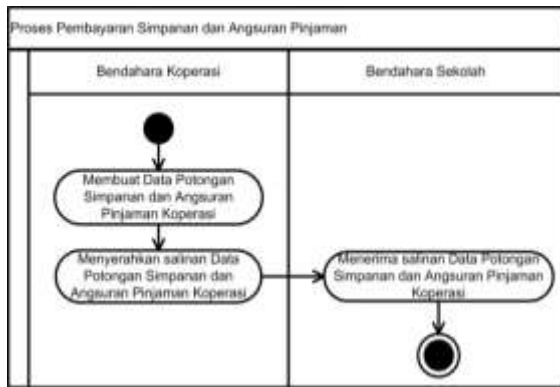 Proses Pembayaran Simpanan dan Angsuran Pinjaman
Bendahara Koperasi
Bendahara Sekolah
Membuat Data Potongan
Simpanan dan Angsuran
Pinjaman Koperasi
Menyerahkan salinan Data
Potongan Simpanan dan
Angsuran Pinjaman Koperasi
Menerima salinan Data Potongan
Simpanan dan Angsuran Pinjaman
Koperasi